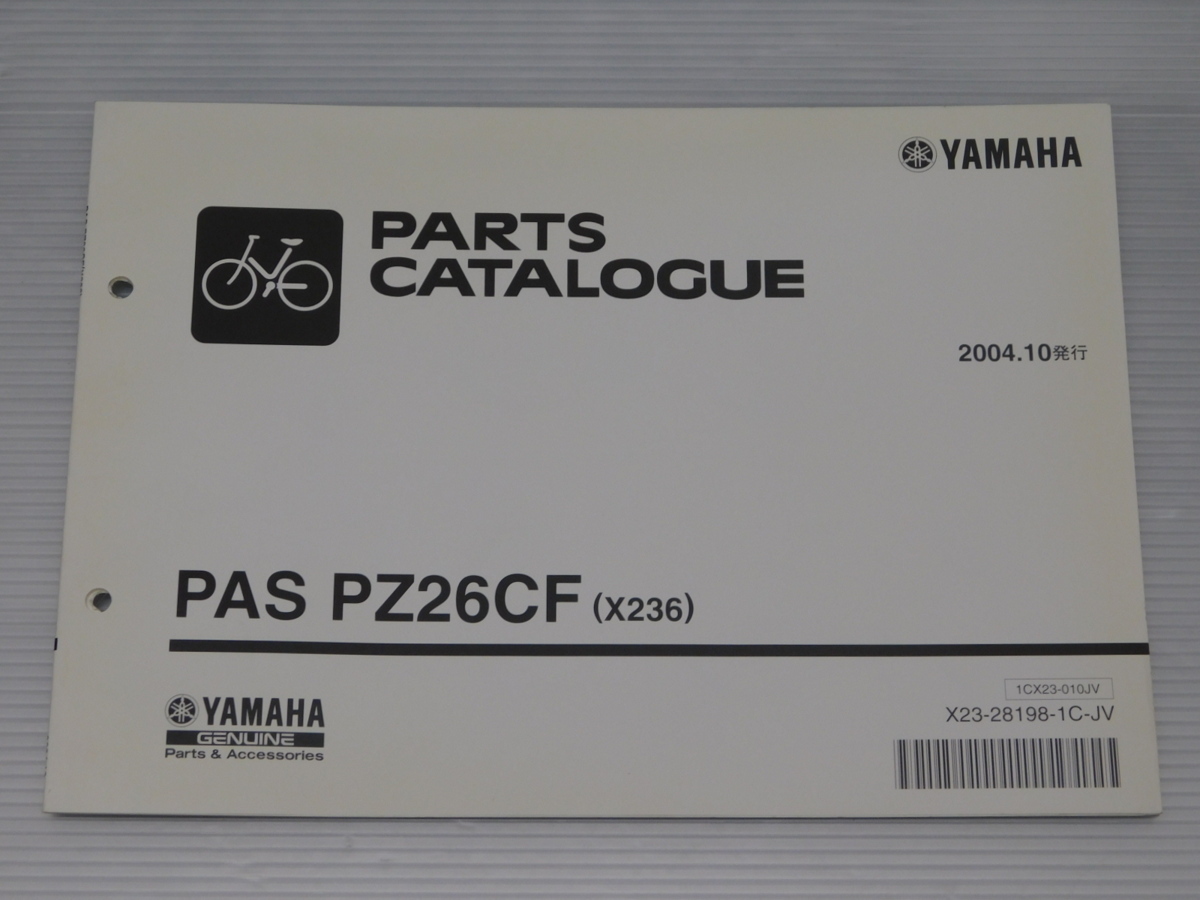 YAMAHA
PARTS
CATALOGUE
2004.10発行
PAS PZ26CF (X236)
YAMAHA
GENUINE
Parts & Accessories
1CX23-010JV
X23-28198-1C-JV